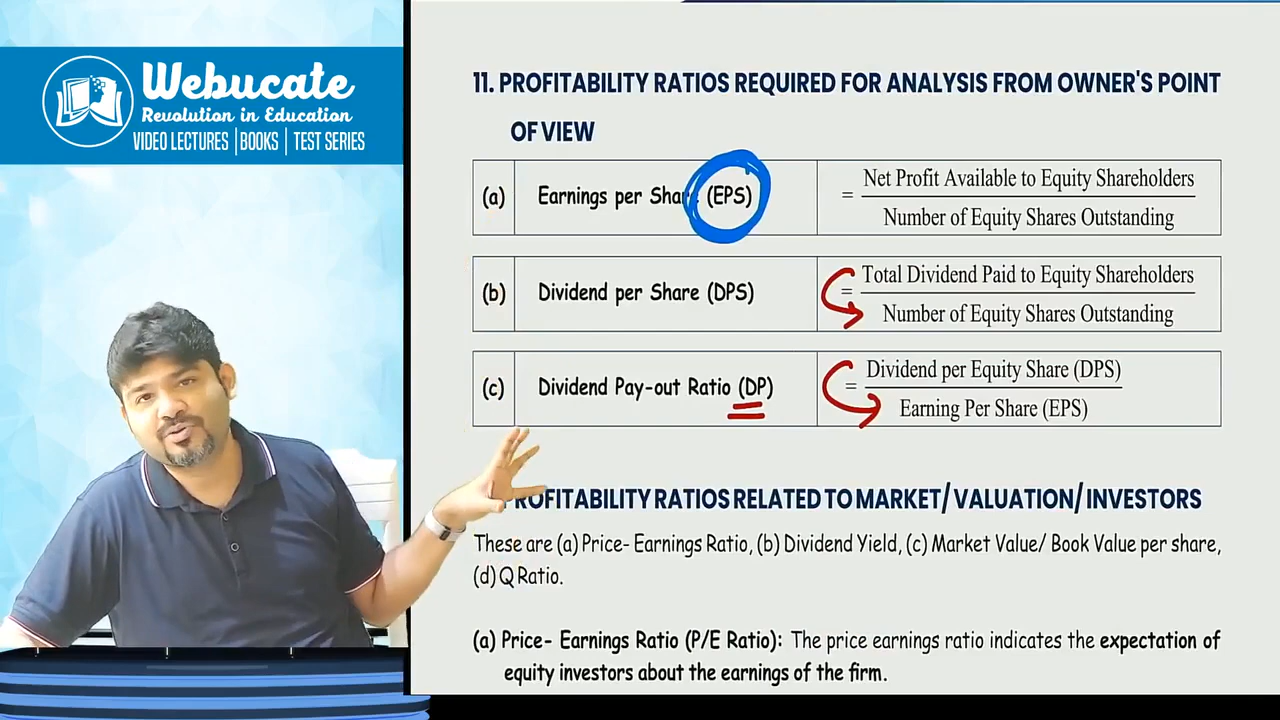 Webucate
Revolution in Education
VIDEO LECTURES | BOOKS | TEST SERIES
11. PROFITABILITY RATIOS REQUIRED FOR ANALYSIS FROM OWNER'S POINT
OF VIEW
(a) Earnings per Share (EPS) = Net Profit Available to Equity Shareholders
Number of Equity Shares Outstanding
(b) Dividend per Share (DPS) = Total Dividend Paid to Equity Shareholders
Number of Equity Shares Outstanding
(c) Dividend Pay-out Ratio (DP) = Dividend per Equity Share (DPS)
Earning Per Share (EPS)
PROFITABILITY RATIOS RELATED TO MARKET/ VALUATION/ INVESTORS
These are (a) Price- Earnings Ratio, (b) Dividend Yield, (c) Market Value/ Book Value per share,
(d) Q Ratio.
(a) Price- Earnings Ratio (P/E Ratio): The price earnings ratio indicates the expectation of
equity investors about the earnings of the firm.